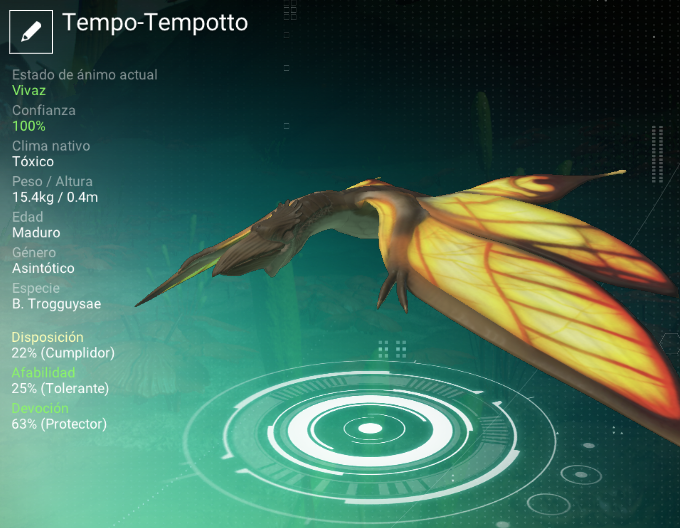 Tempo-Tempotto
Estado de ánimo actual
Vivaz
Confianza
100%
Clima nativo
Tóxico
Peso / Altura
15.4kg / 0.4m
Edad
Maduro
Género
Asintótico
Especie
B. Trogguysae
Disposición
22% (Cumplidor)
Afabilidad
25% (Tolerante)
Devoción
63% (Protector)